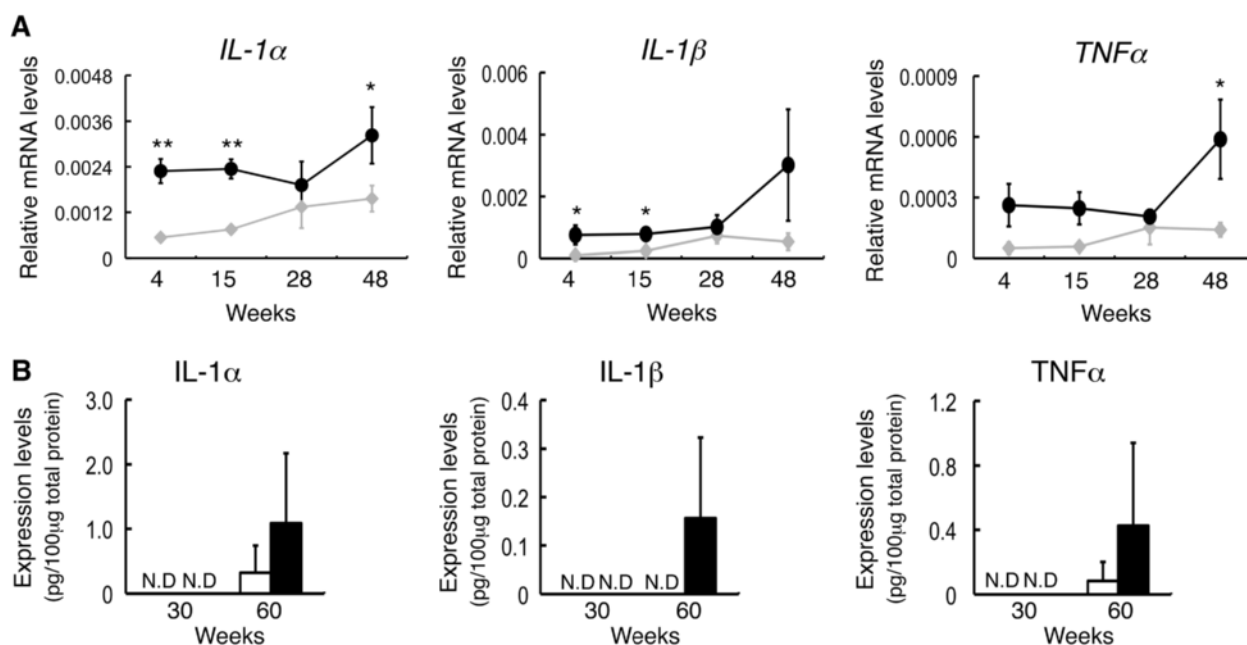 A
IL-1α
Relative mRNA levels
0.0048
0.0036
0.0024
0.0012
0
** ** *
4 15 28 48
Weeks
IL-1β
Relative mRNA levels
0.006
0.004
0.002
0
* *
4 15 28 48
Weeks
TNFα
Relative mRNA levels
0.0009
0.0006
0.0003
0
*
4 15 28 48
Weeks
B
IL-1α
Expression levels
(pg/100μg total protein)
3.0
2.0
1.0
0
N.D N.D
30 60
Weeks
IL-1β
Expression levels
(pg/100μg total protein)
0.4
0.3
0.2
0.1
0
N.D N.D N.D
30 60
Weeks
TNFα
Expression levels
(pg/100μg total protein)
1.2
0.8
0.4
0
N.D N.D
30 60
Weeks